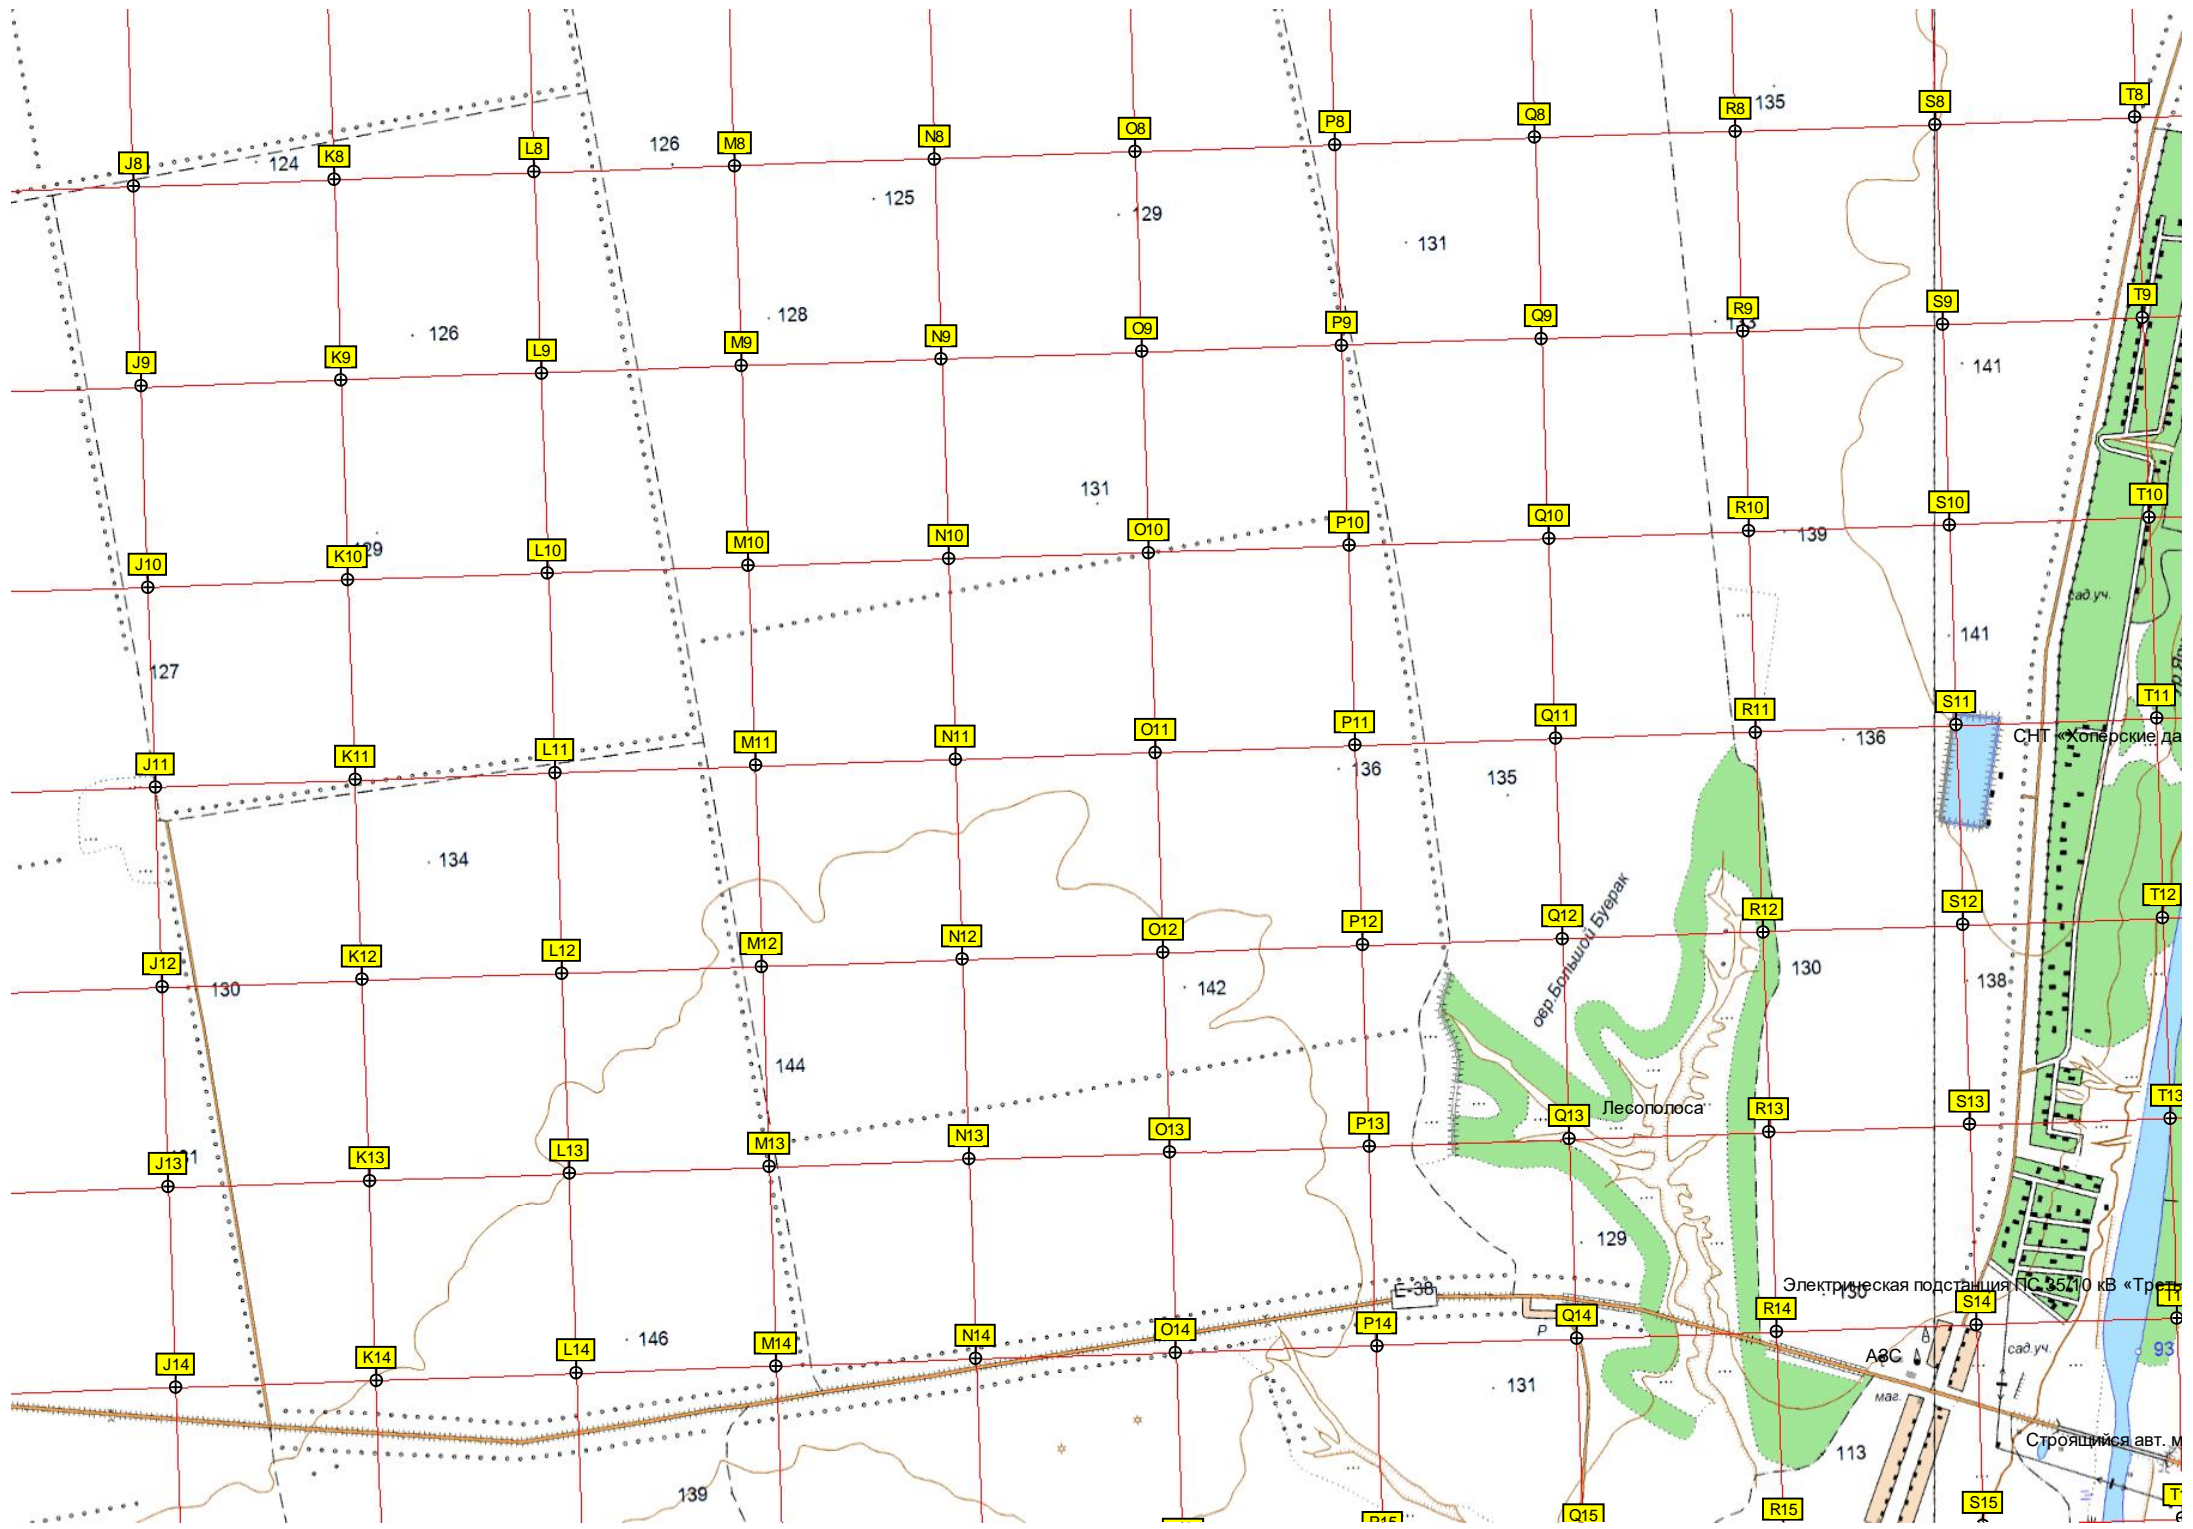 T8
S8
135
R8
Q8
P8
O8
N8
M8
126
L8
K8
J8
124
125
129
131
T9
S9
R9
Q9
P9
O9
N9
M9
L9
K9
J9
128
126
141
131
T10
S10
R10
Q10
P10
O10
N10
M10
L10
K10
J10
139
сад.уч.
141
127
T11
S11
R11
Q11
P11
O11
N11
M11
L11
K11
J11
СНТ «Хопёрские да
136
136
135
134
T12
S12
R12
Q12
P12
O12
N12
M12
L12
K12
J12
овр.Большой Буерак
130
138
142
130
144
T13
S13
R13
Q13
P13
O13
N13
M13
L13
K13
J13
Лесополоса
129
Электрическая подстанция ПС 35/10 кВ «Треть
E-38
130
S14
R14
Q14
P14
O14
N14
M14
L14
K14
J14
146
Р
сад.уч.
93
АЗС
маг.
131
113
Строящийся авт. м
139
S15
R15
Q15
P15